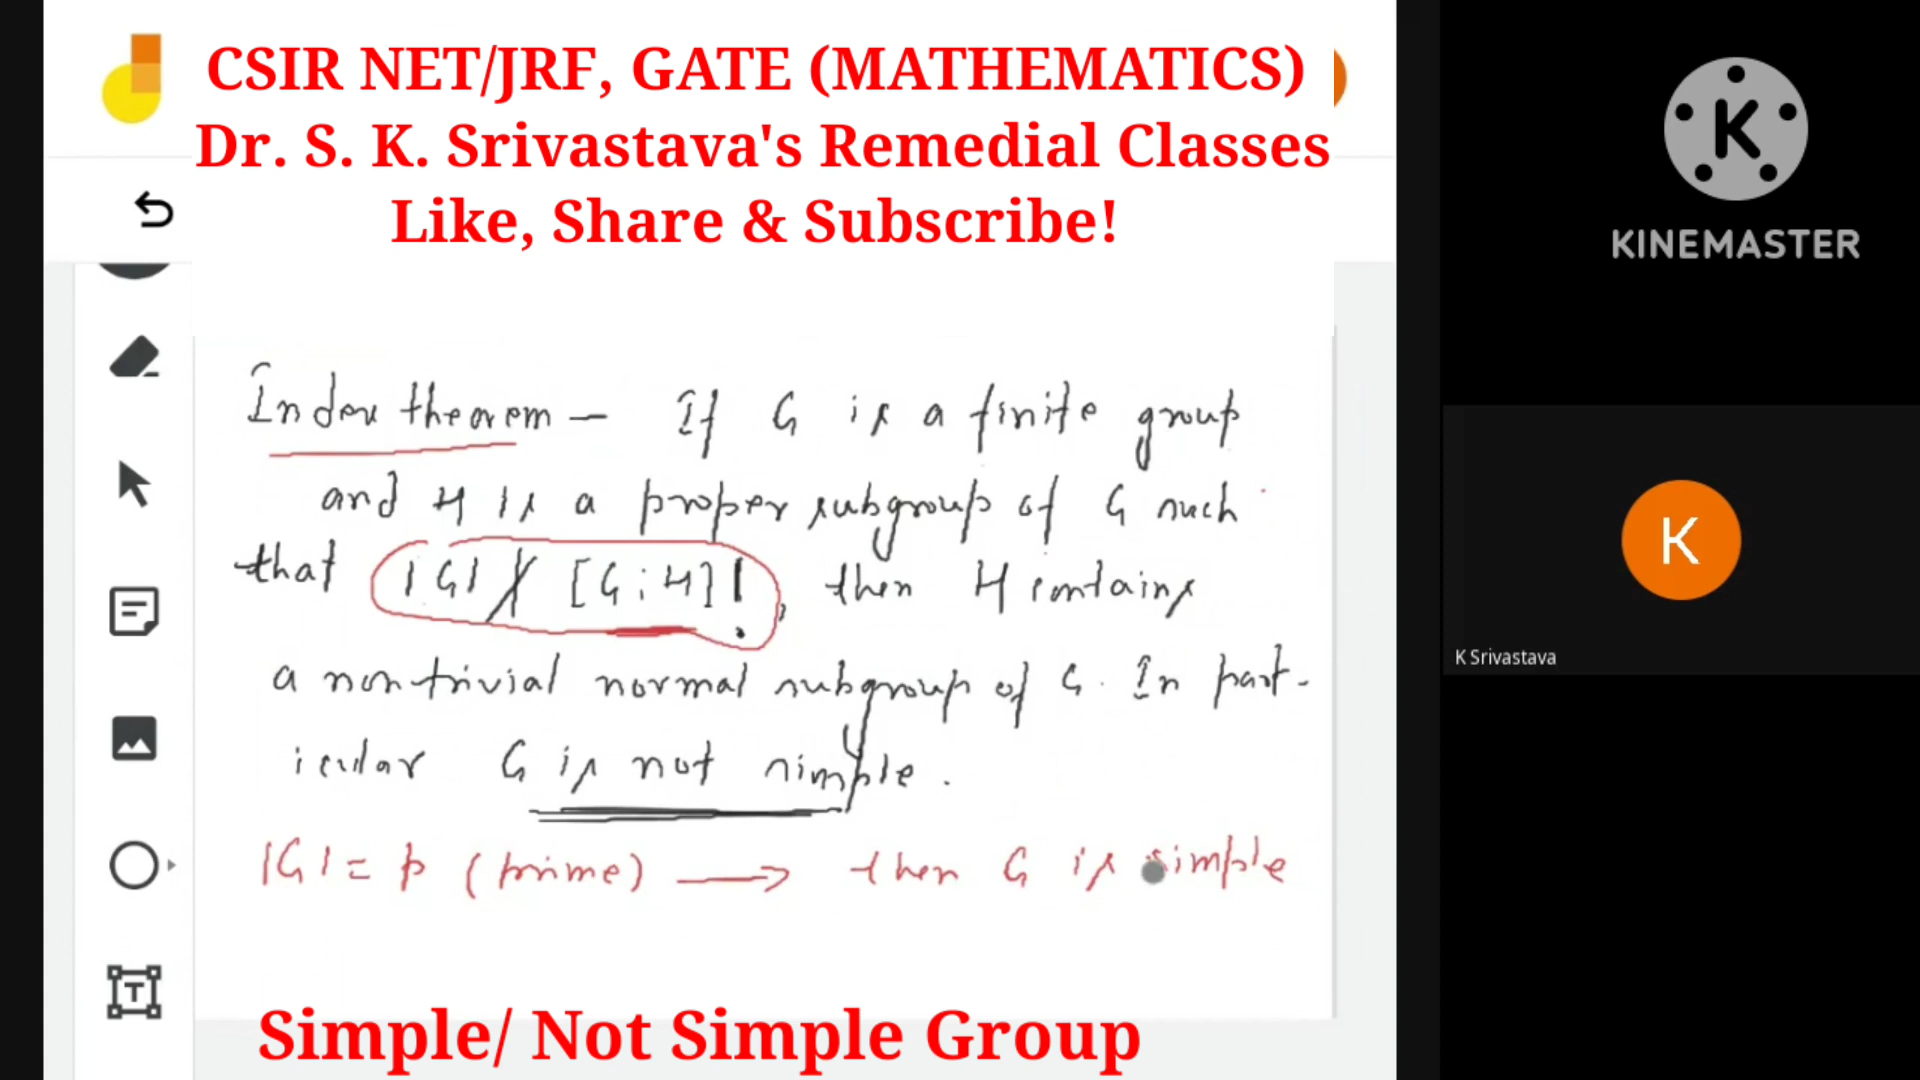 CSIR NET/JRF, GATE (MATHEMATICS)
Dr. S. K. Srivastava's Remedial Classes
Like, Share & Subscribe!
Index theorem — If G is a finite group
and H is a proper subgroup of G such
that |G| ∤ [G:H]!, then H contains
a nontrivial normal subgroup of G. In part-
icular G is not simple.
|G| = p (prime) → then G is simple
Simple/ Not Simple Group
K
KINEMASTER
K
K Srivastava
T